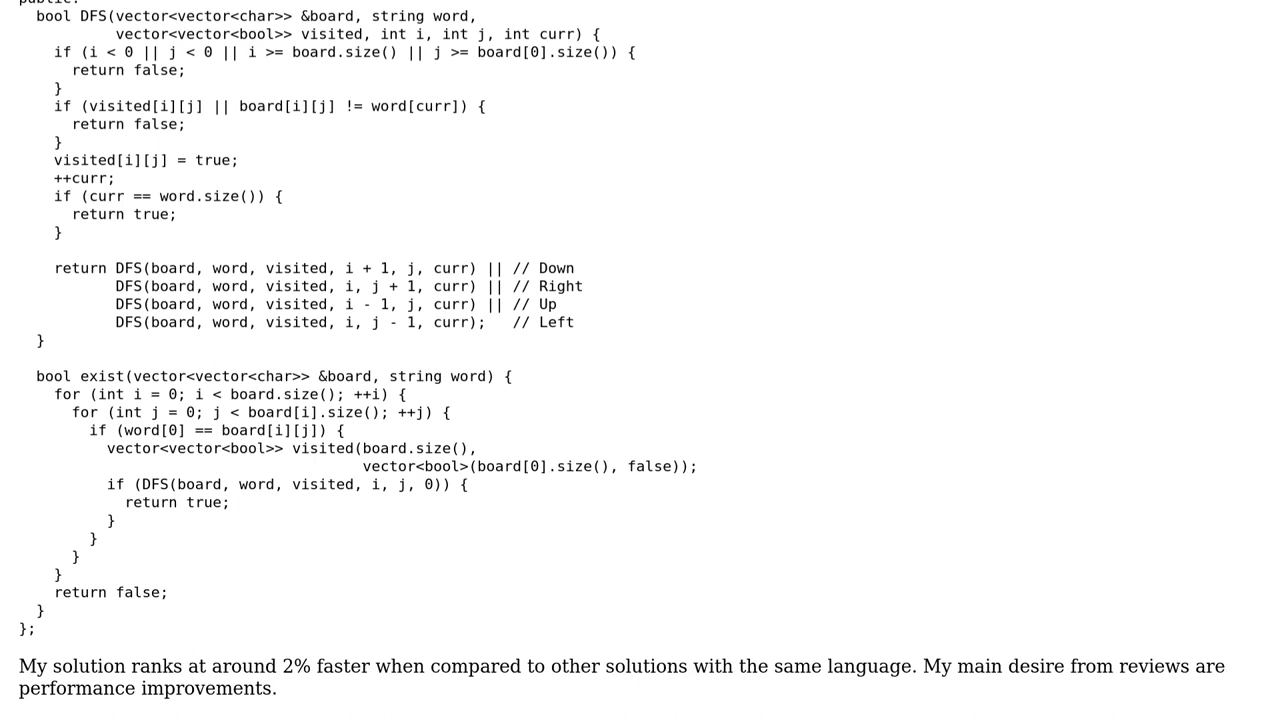 public:
  bool DFS(vector<vector<char>> &board, string word,
           vector<vector<bool>> visited, int i, int j, int curr) {
    if (i < 0 || j < 0 || i >= board.size() || j >= board[0].size()) {
      return false;
    }
    if (visited[i][j] || board[i][j] != word[curr]) {
      return false;
    }
    visited[i][j] = true;
    ++curr;
    if (curr == word.size()) {
      return true;
    }

    return DFS(board, word, visited, i + 1, j, curr) || // Down
           DFS(board, word, visited, i, j + 1, curr) || // Right
           DFS(board, word, visited, i - 1, j, curr) || // Up
           DFS(board, word, visited, i, j - 1, curr);   // Left
  }

  bool exist(vector<vector<char>> &board, string word) {
    for (int i = 0; i < board.size(); ++i) {
      for (int j = 0; j < board[i].size(); ++j) {
        if (word[0] == board[i][j]) {
          vector<vector<bool>> visited(board.size(),
                                       vector<bool>(board[0].size(), false));
          if (DFS(board, word, visited, i, j, 0)) {
            return true;
          }
        }
      }
    }
    return false;
  }
};
My solution ranks at around 2% faster when compared to other solutions with the same language. My main desire from reviews are
performance improvements.